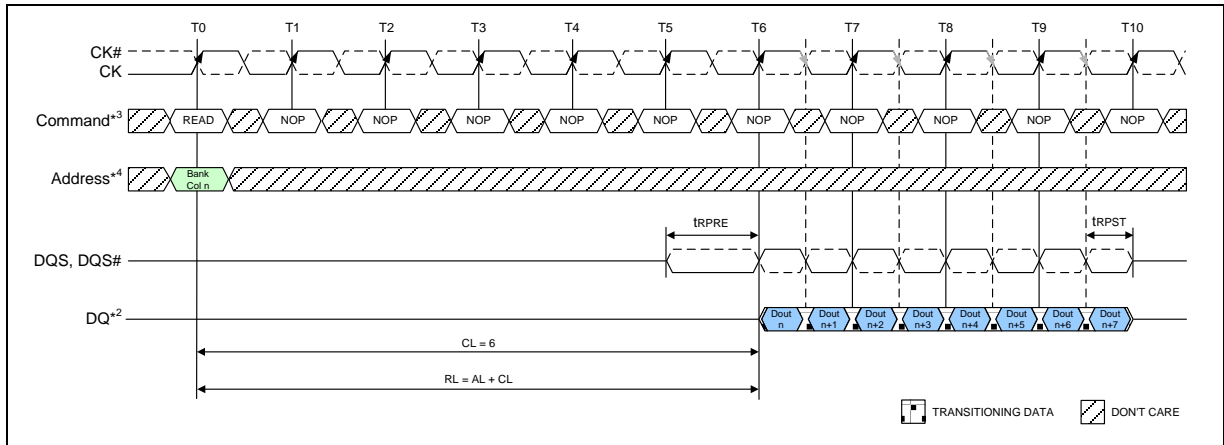 T0 T1 T2 T3 T4 T5 T6 T7 T8 T9 T10
CK#
CK
Command*3 READ NOP NOP NOP NOP NOP NOP NOP NOP NOP NOP
Address*4 Bank
Col n
tRPRE tRPST
DQS, DQS#
DQ*2 Dout Dout Dout Dout Dout Dout Dout Dout
n n+1 n+2 n+3 n+4 n+5 n+6 n+7
CL = 6
RL = AL + CL
TRANSITIONING DATA DON'T CARE